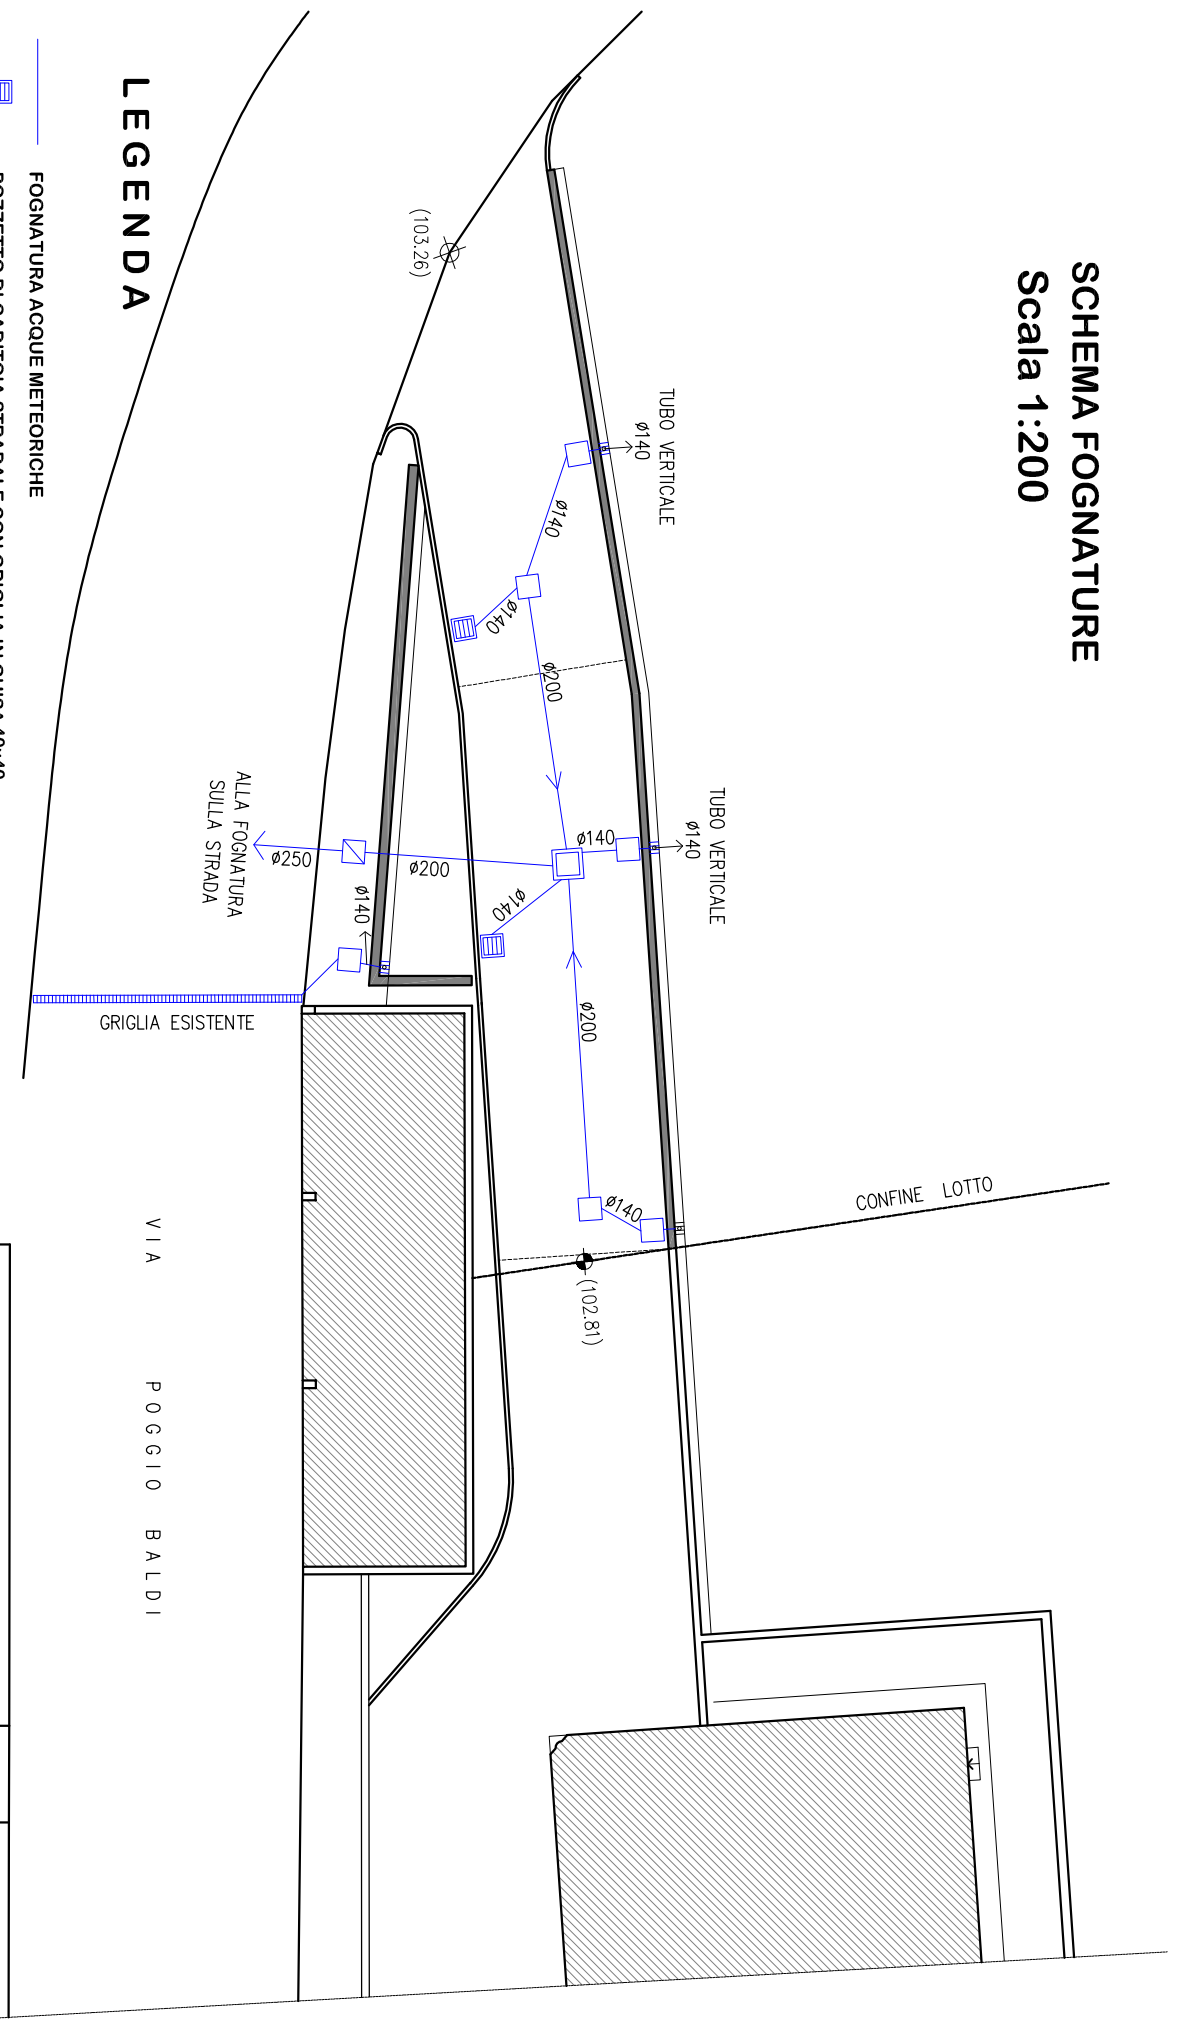 SCHEMA FOGNATURE
Scala 1:200
TUBO VERTICALE
ø140
TUBO VERTICALE
ø140
CONFINE LOTTO
ø140
ø140
ø200
ø140
ø140
ø200
ø140
(102.81)
(103.26)
ø200
ø140
ø250
ALLA FOGNATURA
SULLA STRADA
GRIGLIA ESISTENTE
VIA POGGIO BALDI
LEGENDA
FOGNATURA ACQUE METEORICHE